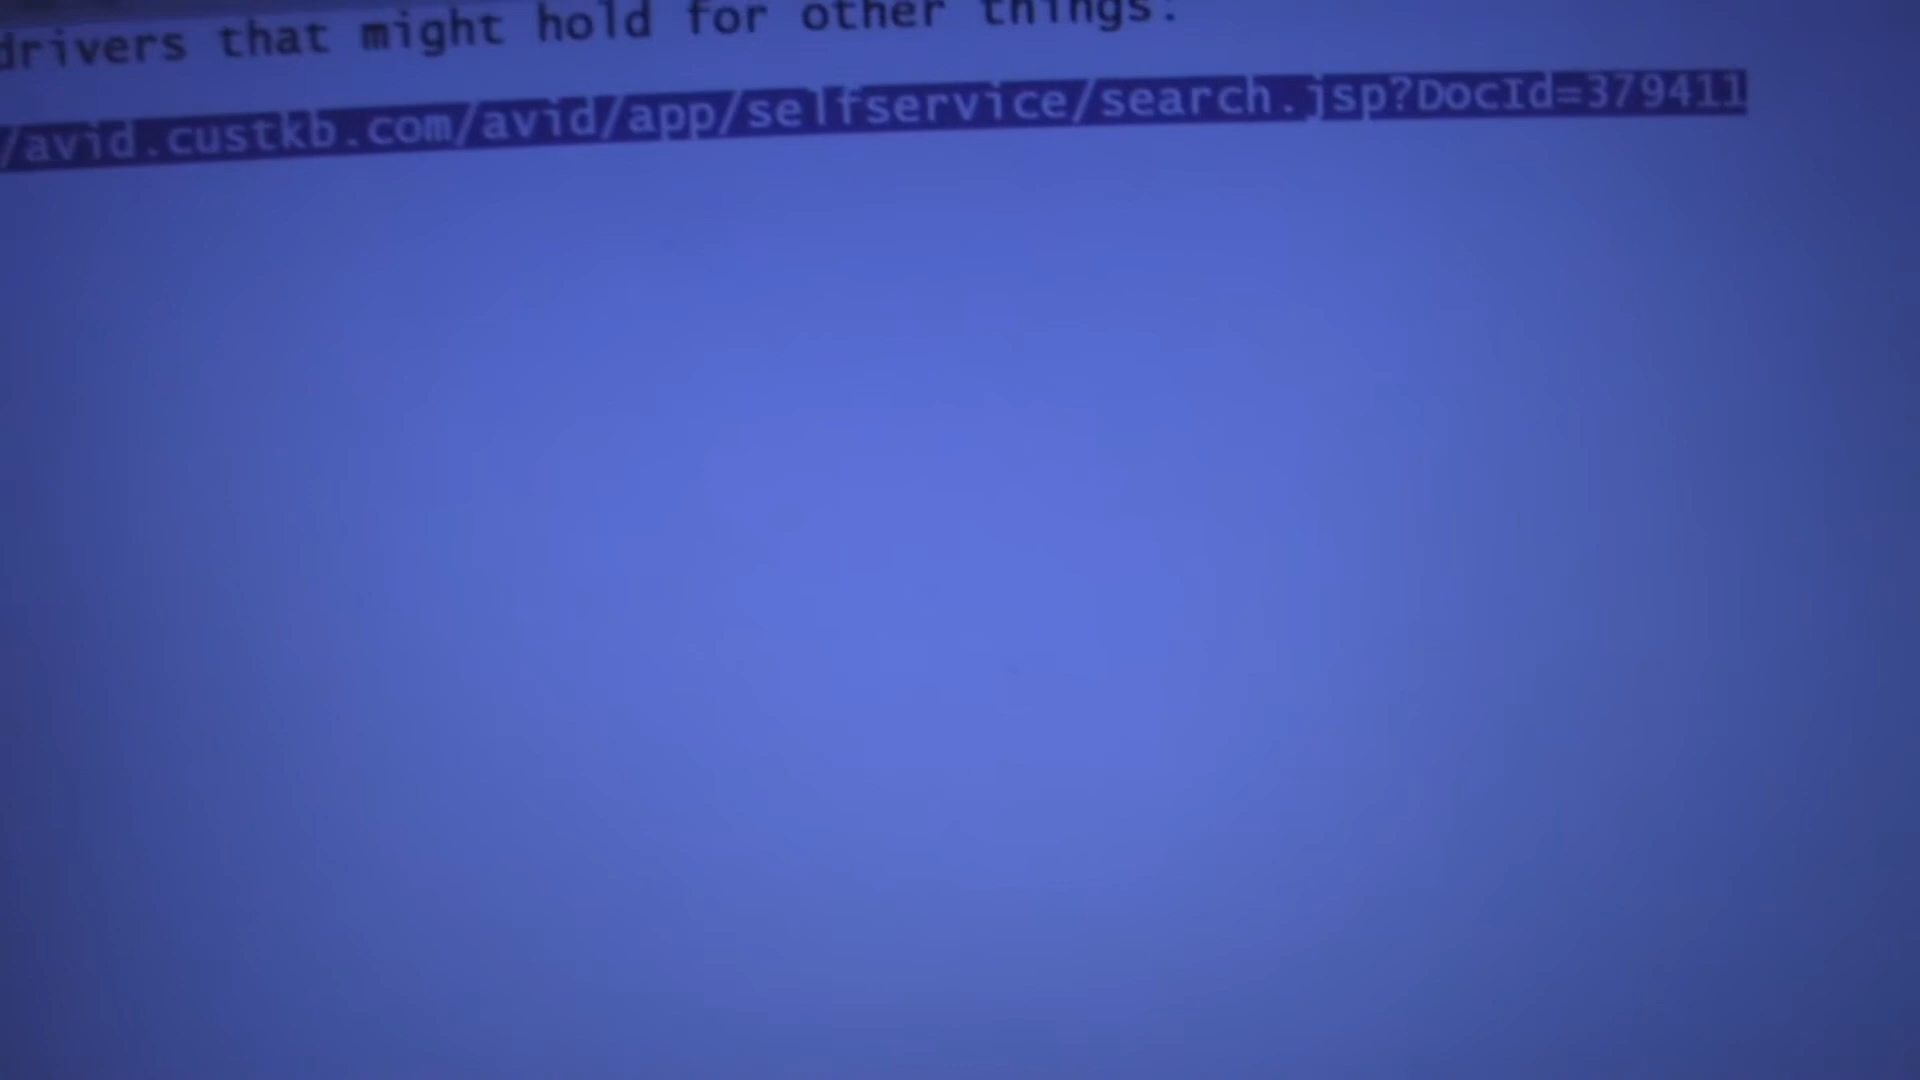 drivers that might hold for other things:
/avid.custkb.com/avid/app/selfservice/search.jsp?DocId=379411